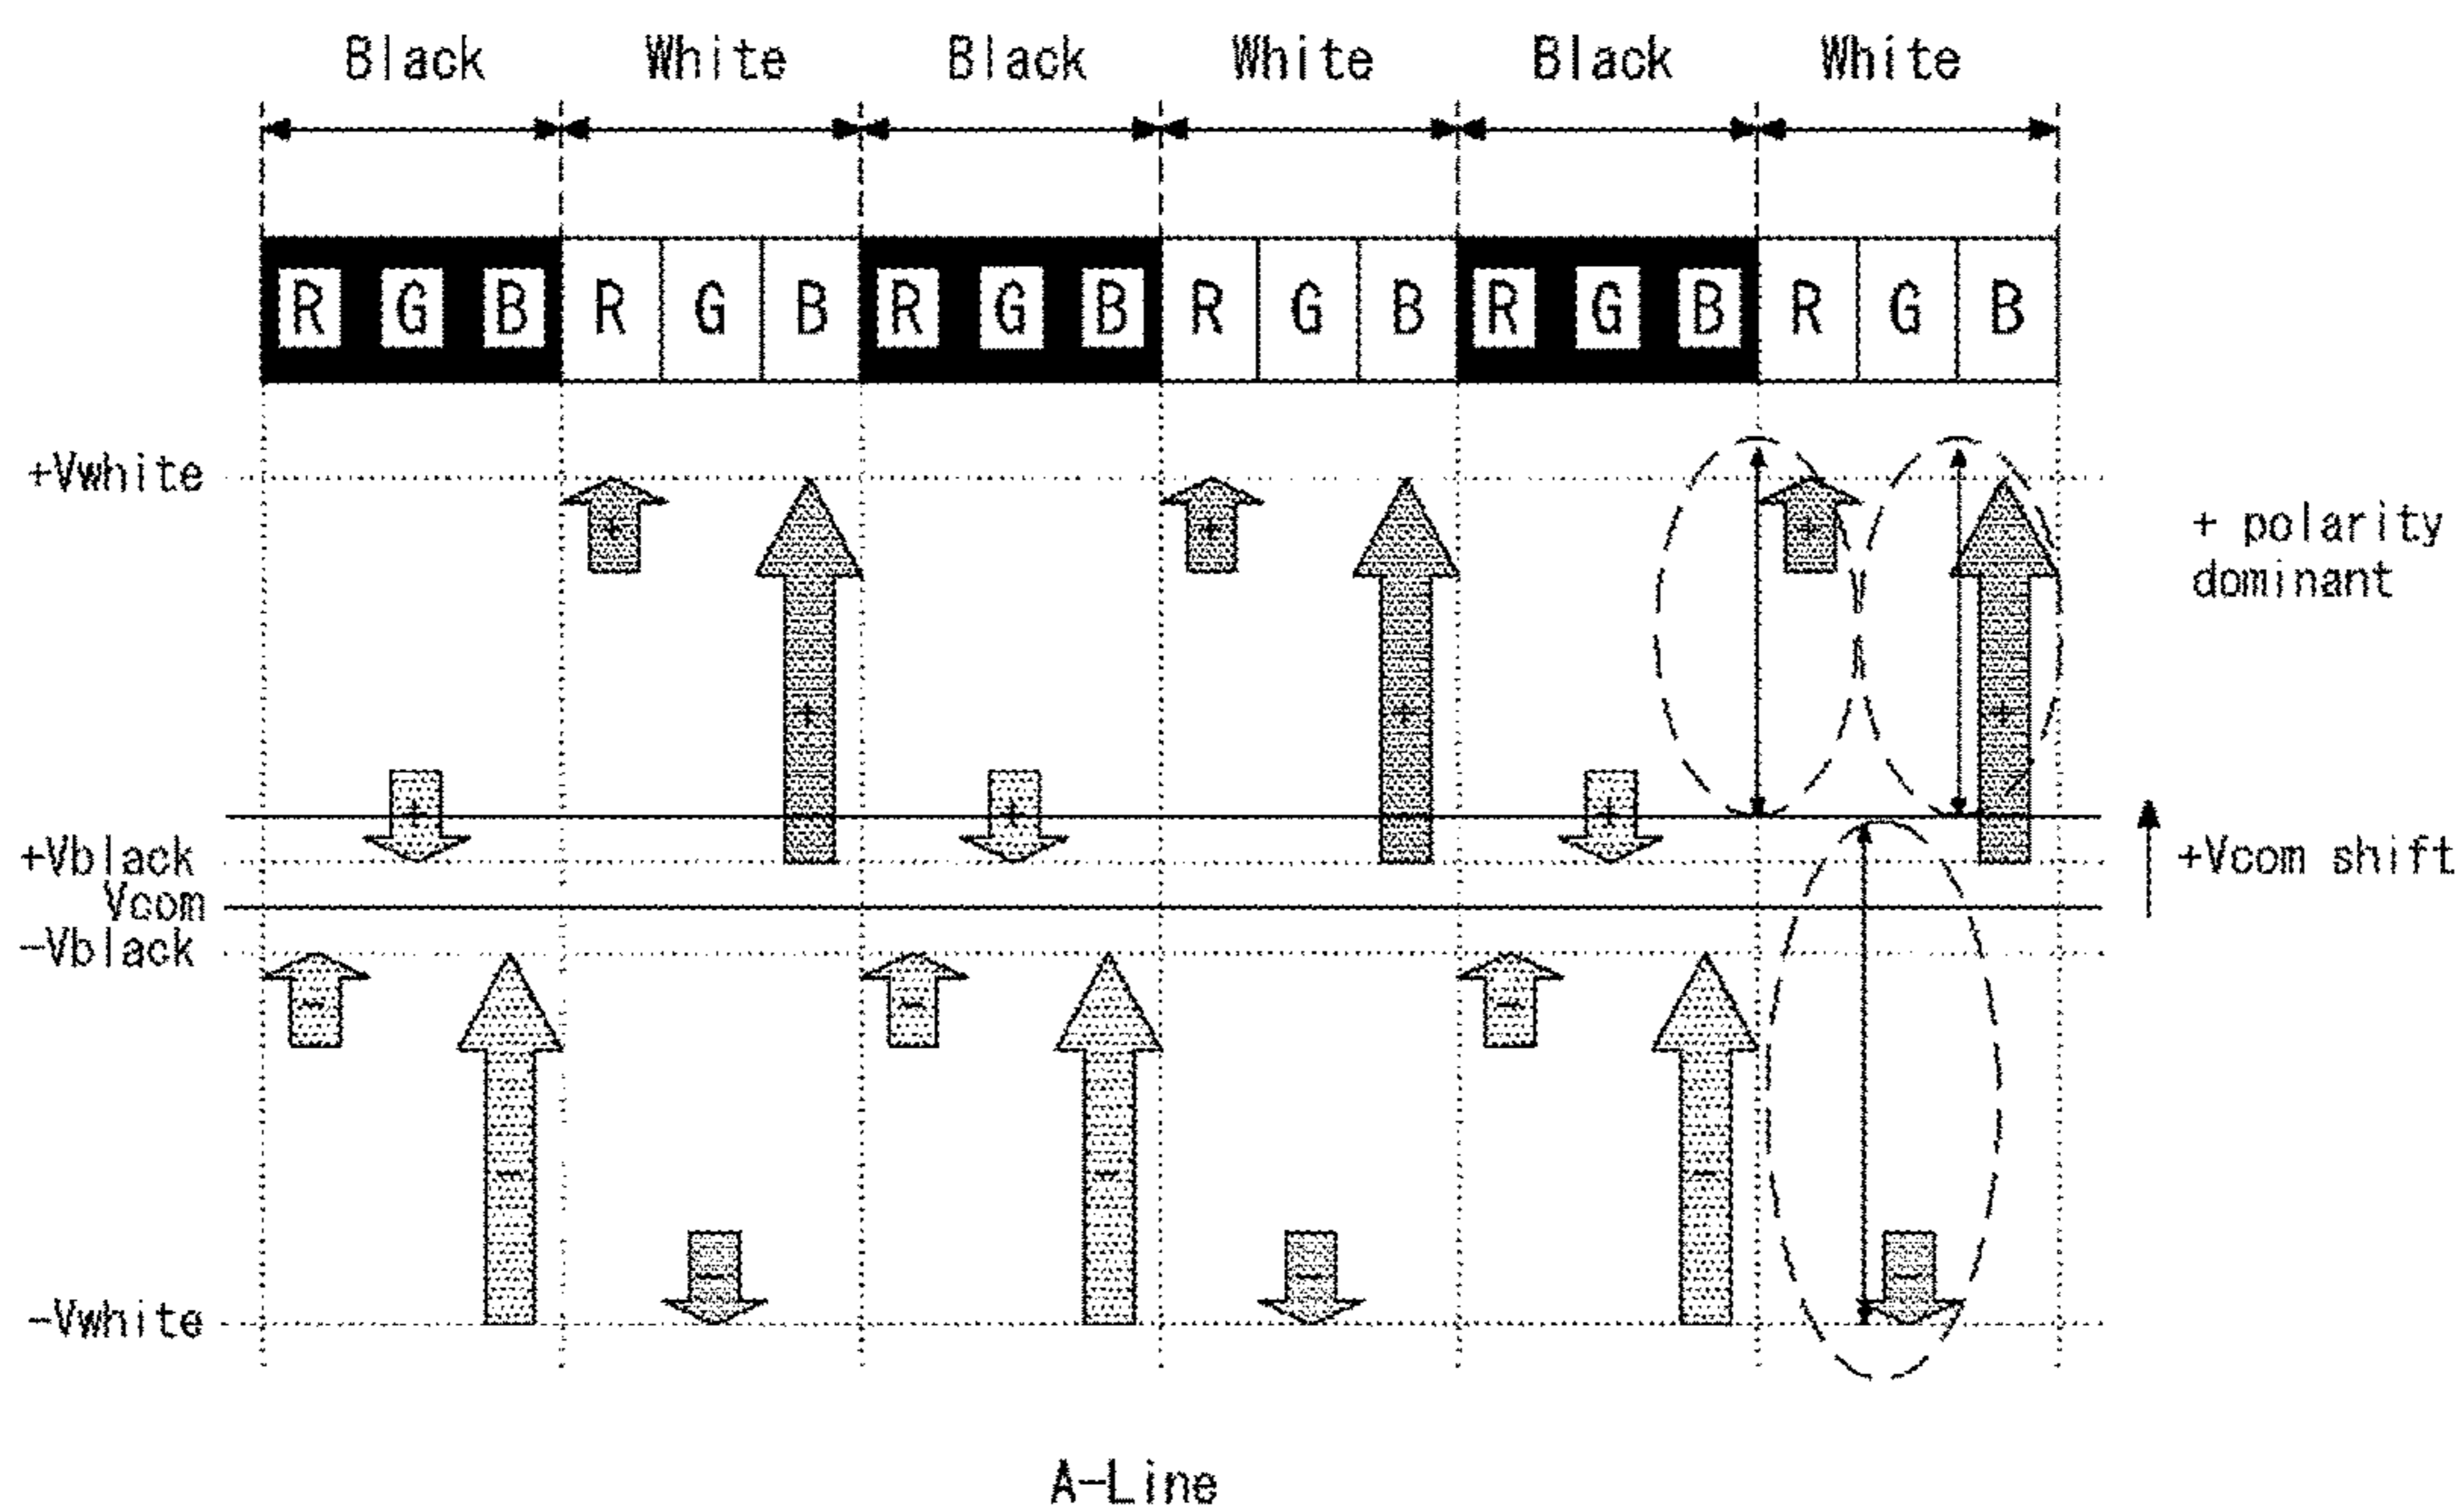 Black White Black White Black White
R G B R G B R G B R G B R G B R G B
+Vwhite
+ + + + + +
+ polarity
dominant
+ + +
+Vblack
+Vcom shift
Vcom
-Vblack
- - -
- - -
- - -
-Vwhite
A-Line